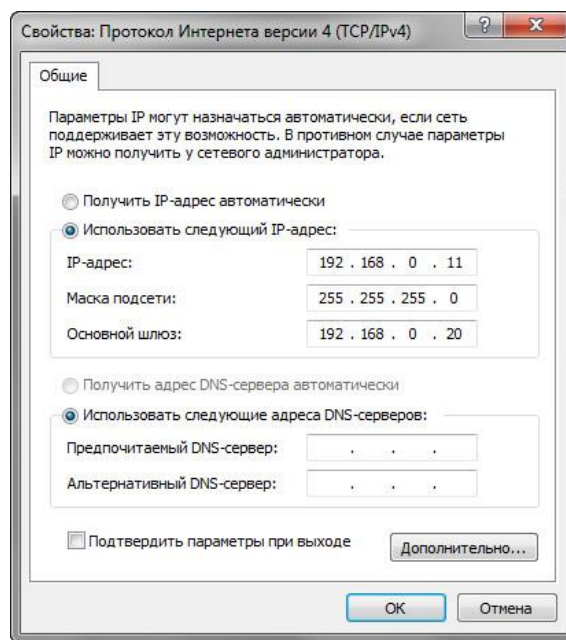 Свойства: Протокол Интернета версии 4 (TCP/IPv4)
Общие
Параметры IP могут назначаться автоматически, если сеть
поддерживает эту возможность. В противном случае параметры
IP можно получить у сетевого администратора.
Получить IP-адрес автоматически
Использовать следующий IP-адрес:
IP-адрес: 192 . 168 . 0 . 11
Маска подсети: 255 . 255 . 255 . 0
Основной шлюз: 192 . 168 . 0 . 20
Получить адрес DNS-сервера автоматически
Использовать следующие адреса DNS-серверов:
Предпочитаемый DNS-сервер: . . .
Альтернативный DNS-сервер: . . .
Подтвердить параметры при выходе Дополнительно...
ОК Отмена